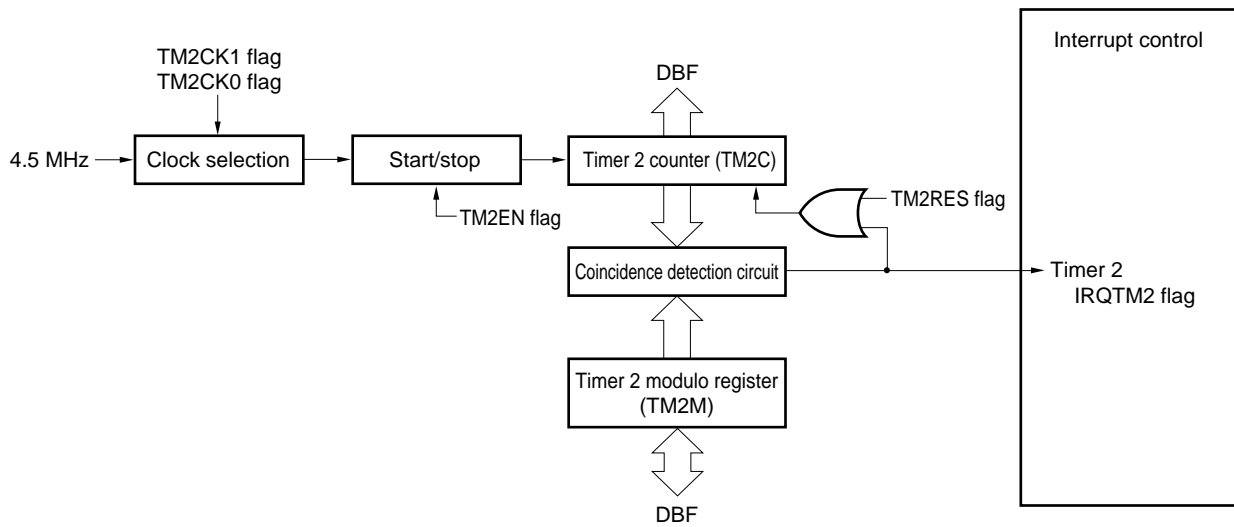 Interrupt control
TM2CK1 flag
TM2CK0 flag
DBF
4.5 MHz
Clock selection
Start/stop
Timer 2 counter (TM2C)
TM2RES flag
TM2EN flag
Coincidence detection circuit
Timer 2
IRQTM2 flag
Timer 2 modulo register
(TM2M)
DBF